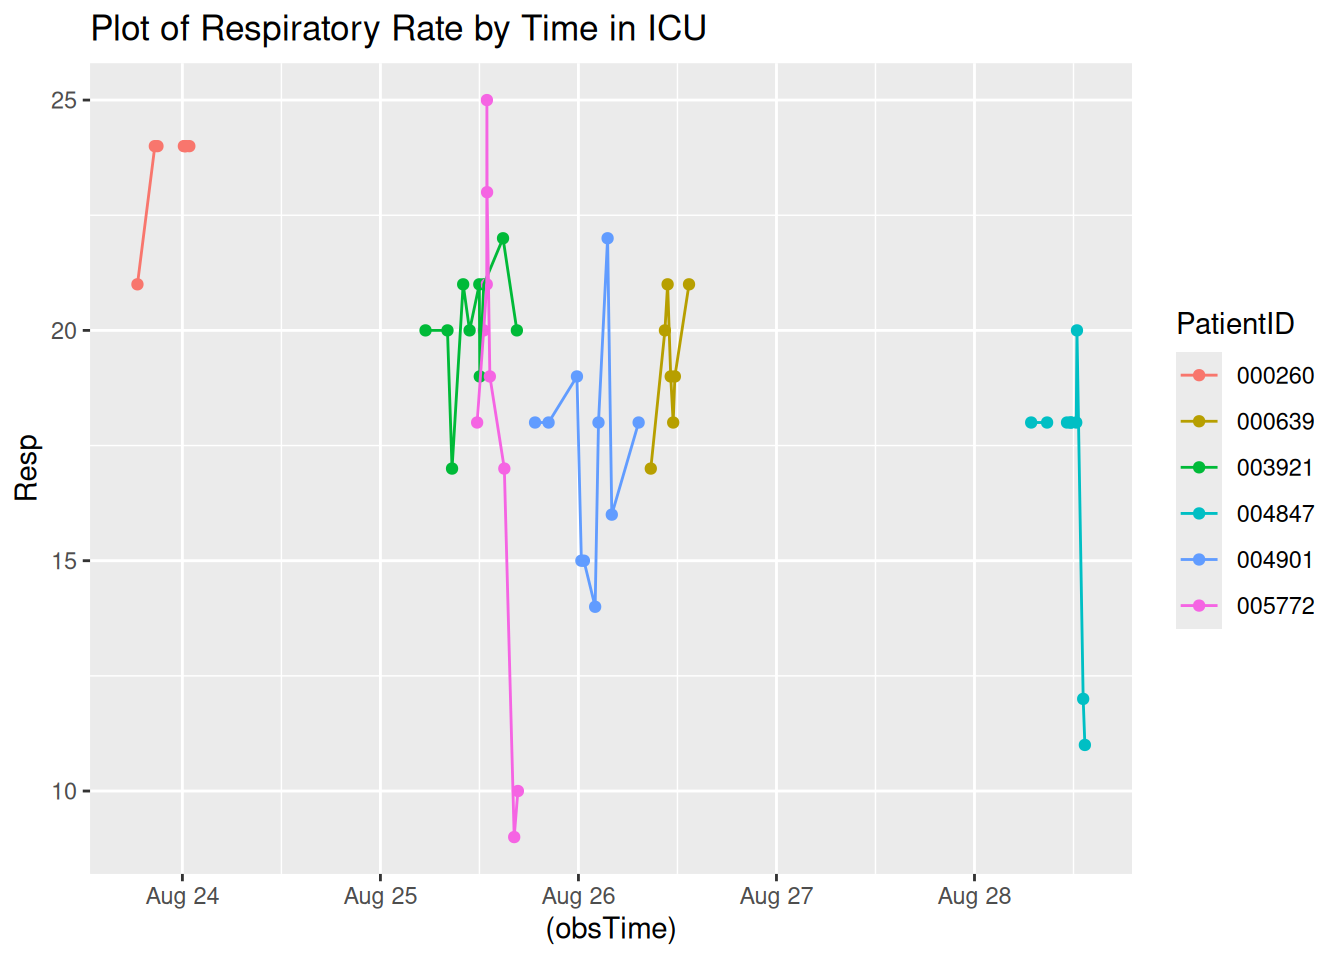 Plot of Respiratory Rate by Time in ICU
25
20
15
10
Resp
Aug 24
Aug 25
Aug 26
Aug 27
Aug 28
(obsTime)
PatientID
000260
000639
003921
004847
004901
005772